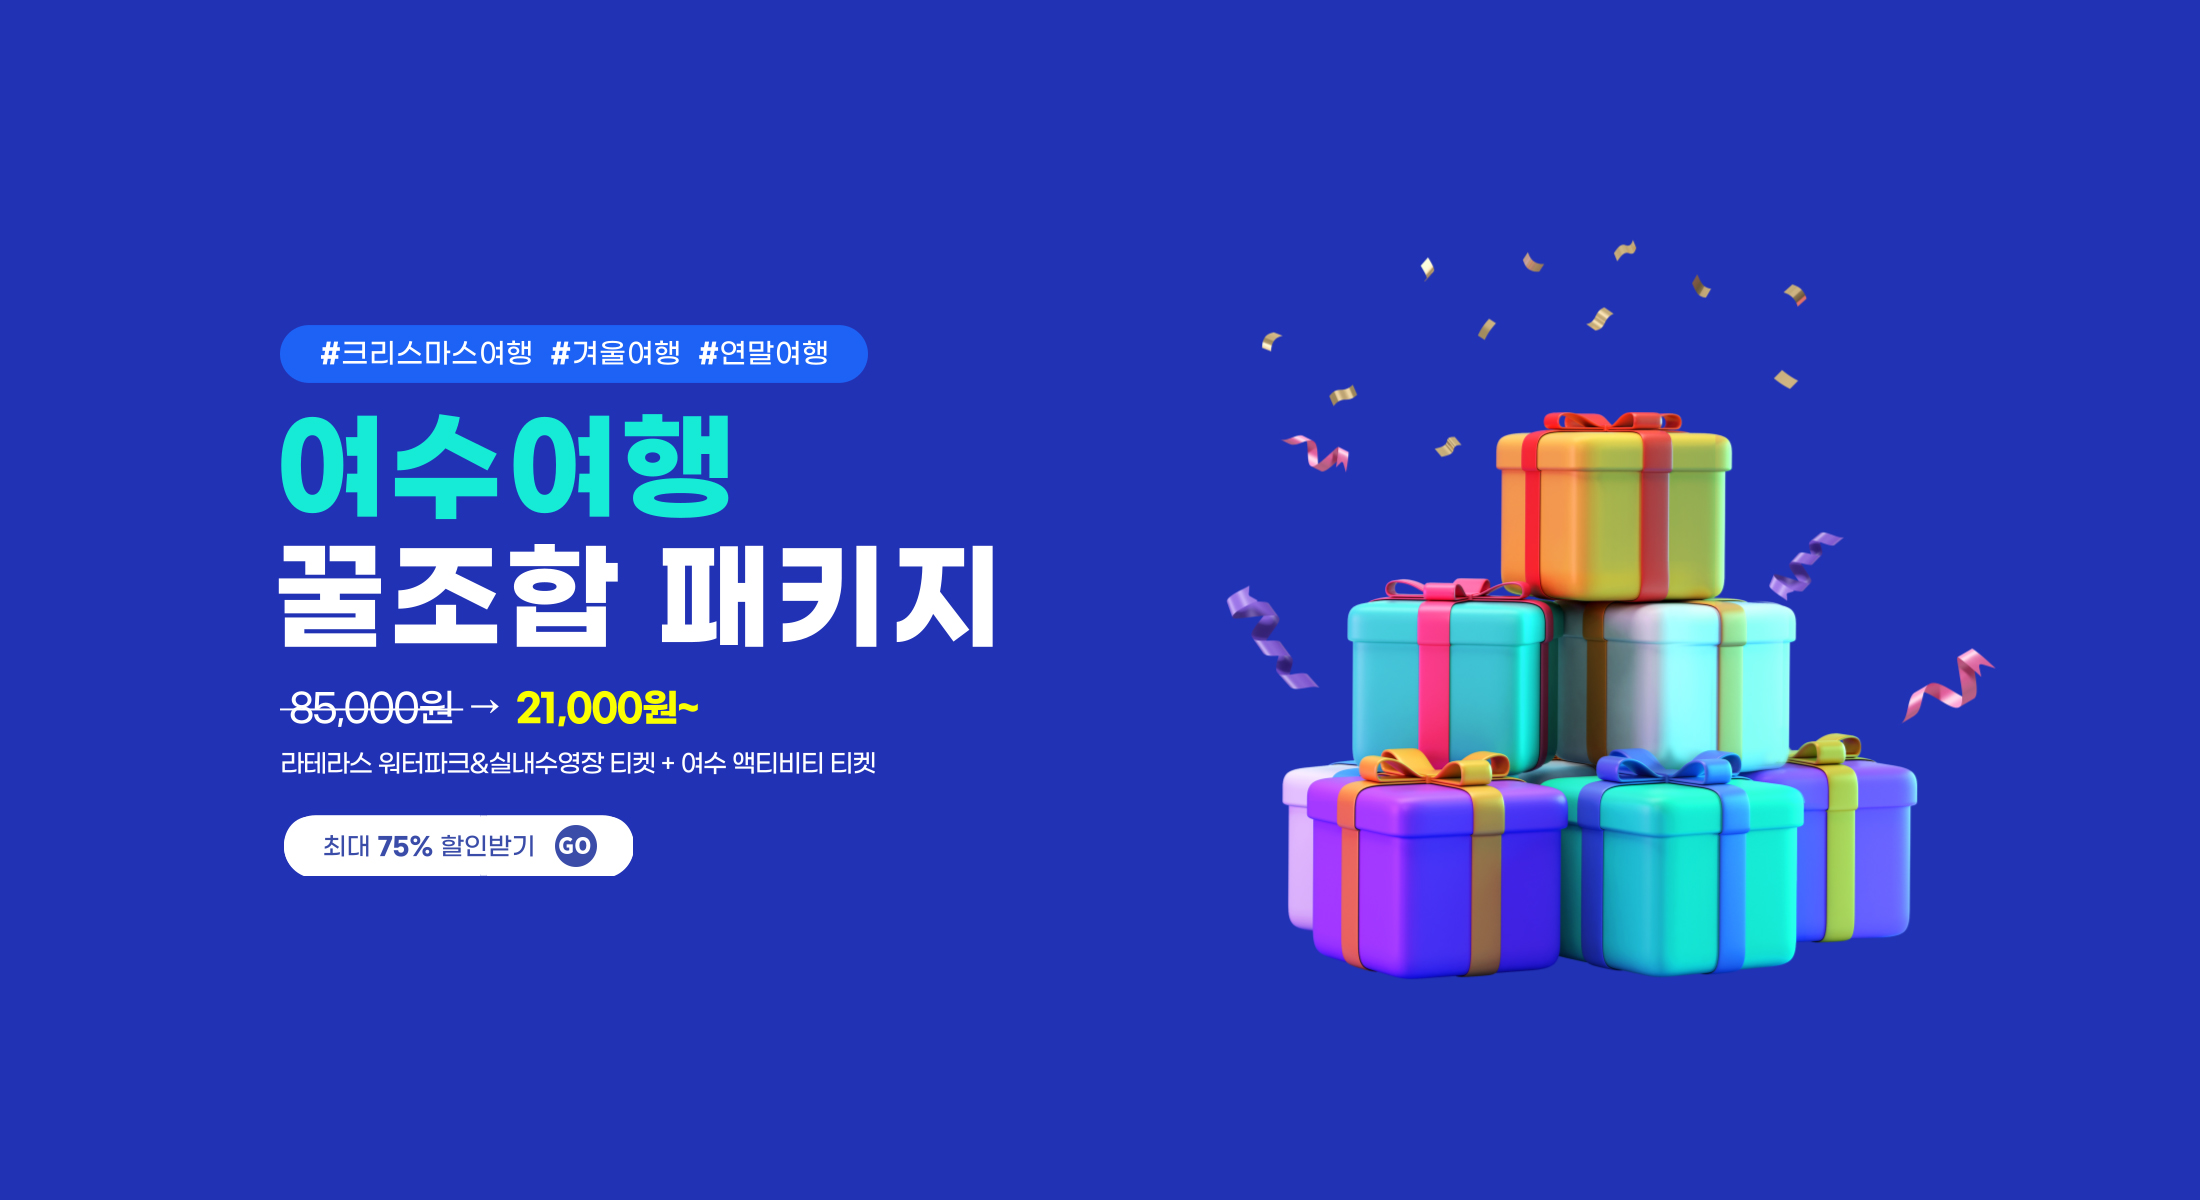 #크리스마스여행 #겨울여행 #연말여행
여수여행
꿀조합 패키지
85,000원 → 21,000원~
라테라스 워터파크&실내수영장 티켓 + 여수 액티비티 티켓
최대 75% 할인받기 GO